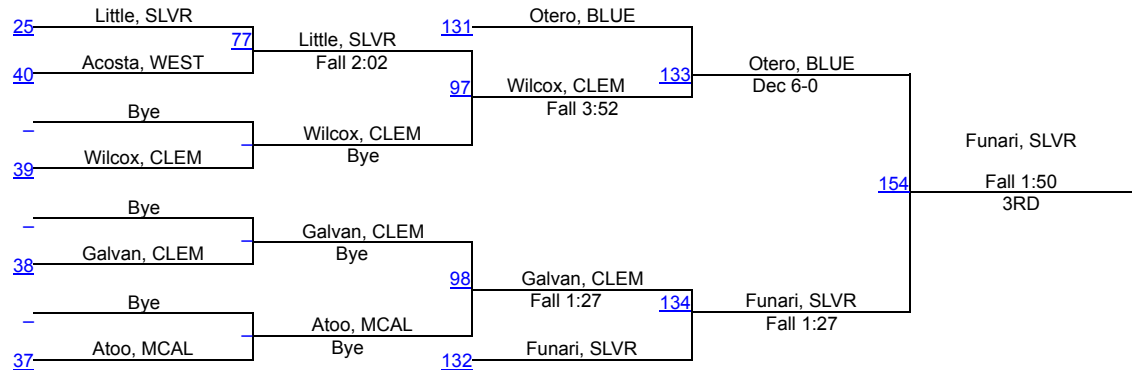 Little, SLVR
25
77
Acosta, WEST
40
Little, SLVR
Fall 2:02
Bye
–
Wilcox, CLEM
39
–
Wilcox, CLEM
Bye
97
Otero, BLUE
131
Wilcox, CLEM
Fall 3:52
133
Otero, BLUE
Dec 6-0
Bye
–
Galvan, CLEM
38
–
Galvan, CLEM
Bye
Bye
–
Atoo, MCAL
37
–
Atoo, MCAL
Bye
98
Galvan, CLEM
Fall 1:27
134
Funari, SLVR
132
Funari, SLVR
Fall 1:27
154
Funari, SLVR
Fall 1:50
3RD